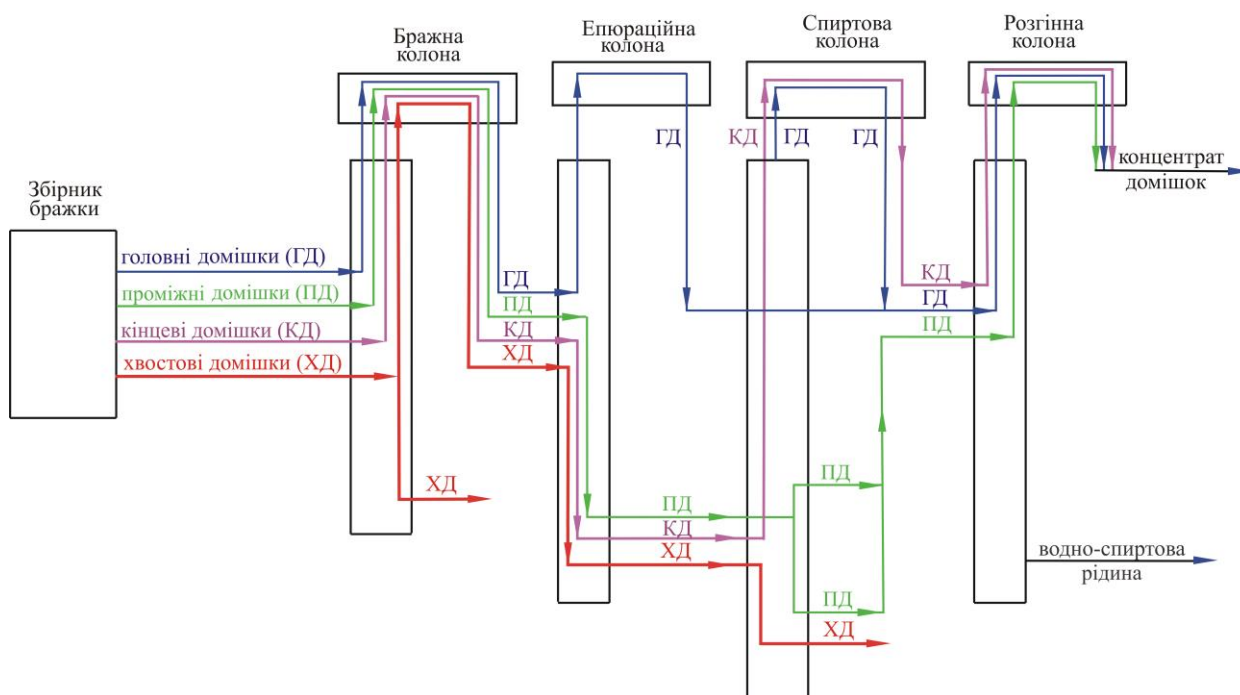 Бражна
колона
Епюраційна
колона
Спиртова
колона
Розгінна
колона
Збірник
бражки
головні домішки (ГД)
проміжні домішки (ПД)
кінцеві домішки (КД)
хвостові домішки (ХД)
ХД
ГД
ПД
КД
ХД
ГД
КД
ГД
ГД
ПД
КД
ХД
ПД
ПД
ХД
КД
ГД
ПД
концентрат
домішок
водно-спиртова
рідина